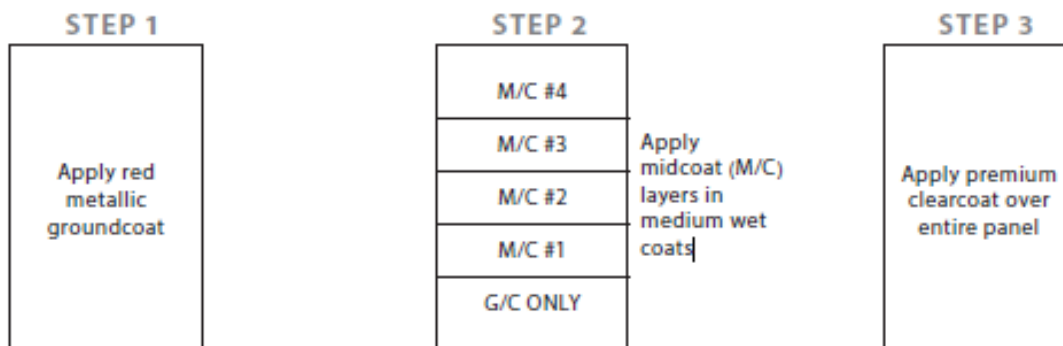 STEP 1
Apply red
metallic
groundcoat
STEP 2
M/C #4
M/C #3
M/C #2
M/C #1
G/C ONLY
Apply
midcoat (M/C)
layers in
medium wet
coats
STEP 3
Apply premium
clearcoat over
entire panel